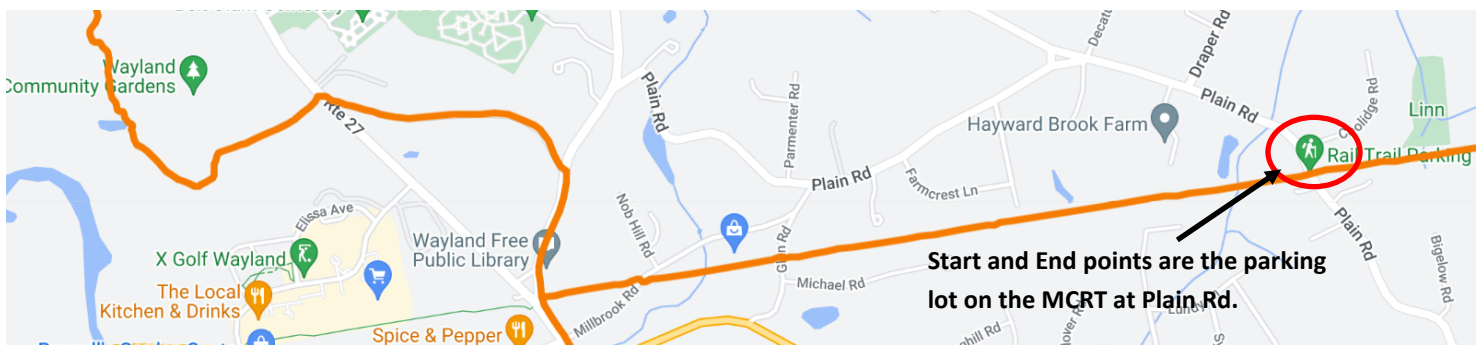 Wayland
Community Gardens
Rte 27
Plain Rd
Parmenter Rd
Draper Rd
Plain Rd
Coolidge Rd
Linn
Hayward Brook Farm
Rail Trail Parking
Plain Rd
Farmcrest Ln
Elissa Ave
Nob Hill Rd
Wayland Free
Public Library
X Golf Wayland
The Local
Kitchen & Drinks
Glen Rd
Michael Rd
Millbrook Rd
Spice & Pepper
Plain Rd
Bigelow Rd
Start and End points are the parking
lot on the MCRT at Plain Rd.